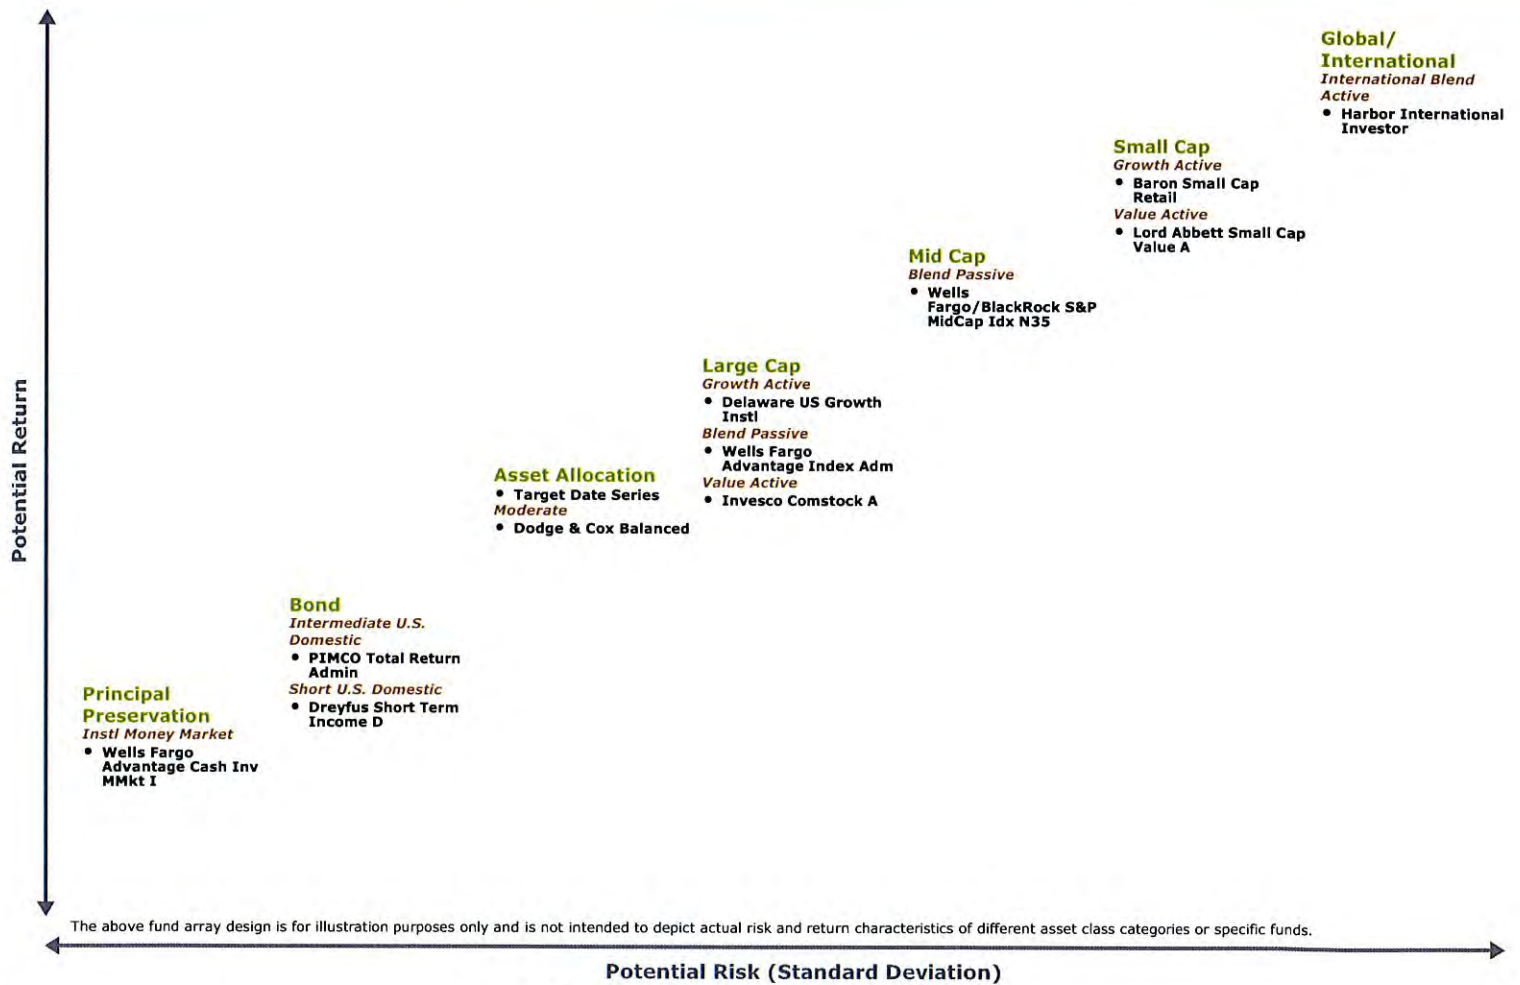 Global/
International
International Blend
Active
• Harbor International
Investor
Small Cap
Growth Active
• Baron Small Cap
Retail
Value Active
• Lord Abbett Small Cap
Value A
Mid Cap
Blend Passive
• Wells
Fargo/BlackRock S&P
MidCap Idx N35
Large Cap
Growth Active
• Delaware US Growth
Instl
Blend Passive
• Wells Fargo
Advantage Index Adm
Value Active
• Invesco Comstock A
Asset Allocation
• Target Date Series
Moderate
• Dodge & Cox Balanced
Bond
Intermediate U.S.
Domestic
• PIMCO Total Return
Admin
Short U.S. Domestic
• Dreyfus Short Term
Income D
Principal
Preservation
Instl Money Market
• Wells Fargo
Advantage Cash Inv
MMkt I
Potential Return
The above fund array design is for illustration purposes only and is not intended to depict actual risk and return characteristics of different asset class categories or specific funds.
Potential Risk (Standard Deviation)